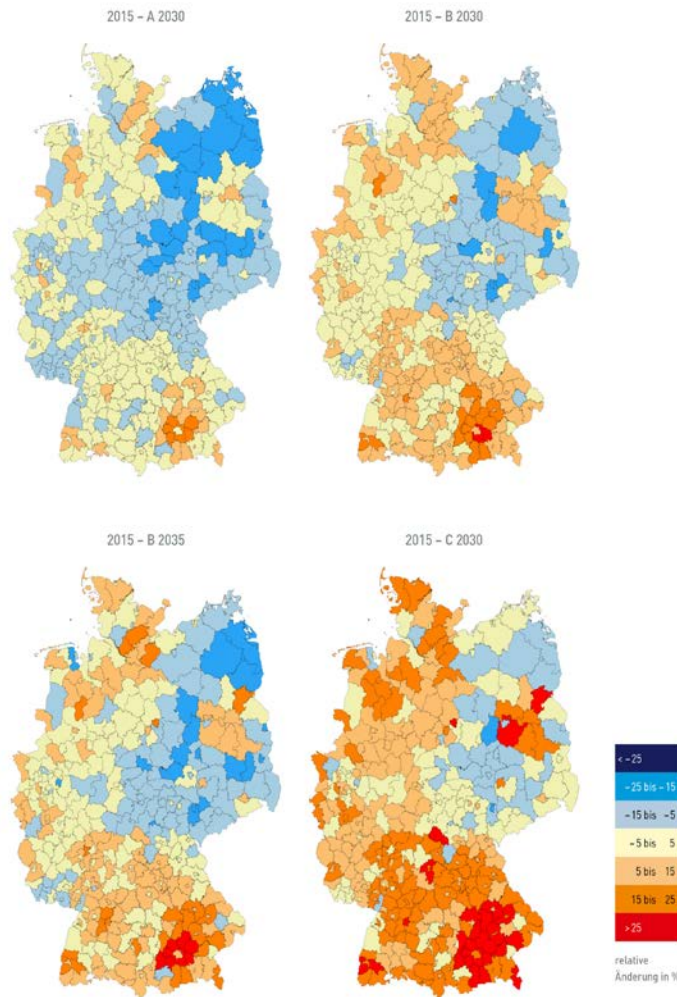 2015 – A 2030
2015 – B 2030
2015 – B 2035
2015 – C 2030
< –25
–25 bis –15
–15 bis –5
–5 bis 5
5 bis 15
15 bis 25
>25
relative
Änderung in %